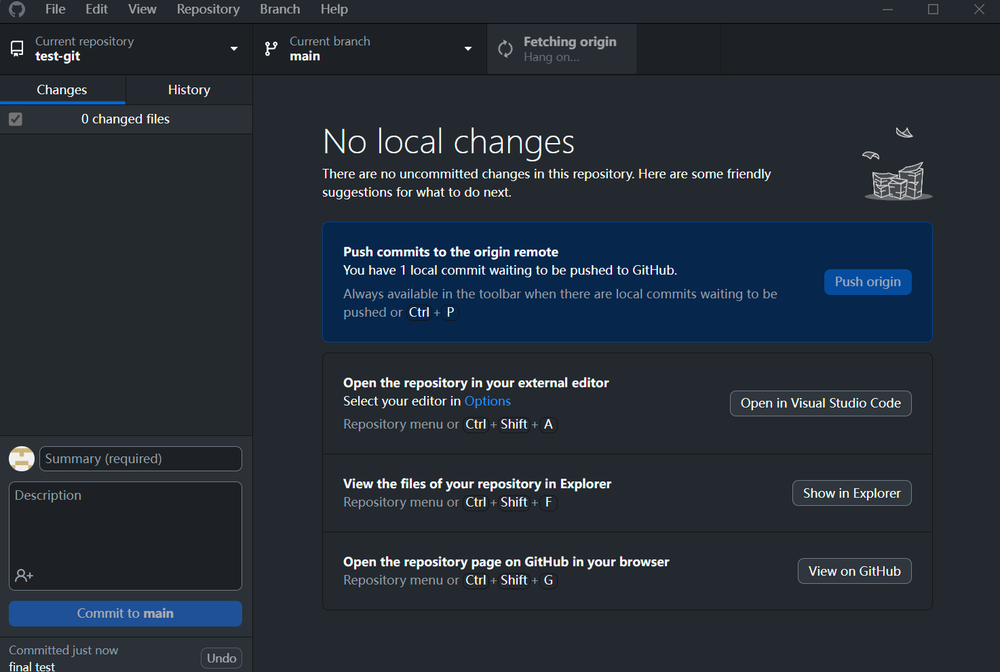 File Edit View Repository Branch Help
Current repository
test-git
Current branch
main
Fetching origin
Hang on...
Changes
History
0 changed files
No local changes
There are no uncommitted changes in this repository. Here are some friendly
suggestions for what to do next.
Push commits to the origin remote
You have 1 local commit waiting to be pushed to GitHub.
Always available in the toolbar when there are local commits waiting to be
pushed or Ctrl + P
Push origin
Open the repository in your external editor
Select your editor in Options
Repository menu or Ctrl + Shift + A
Open in Visual Studio Code
View the files of your repository in Explorer
Repository menu or Ctrl + Shift + F
Show in Explorer
Open the repository page on GitHub in your browser
Repository menu or Ctrl + Shift + G
View on GitHub
Summary (required)
Description
Commit to main
Committed just now
final test
Undo